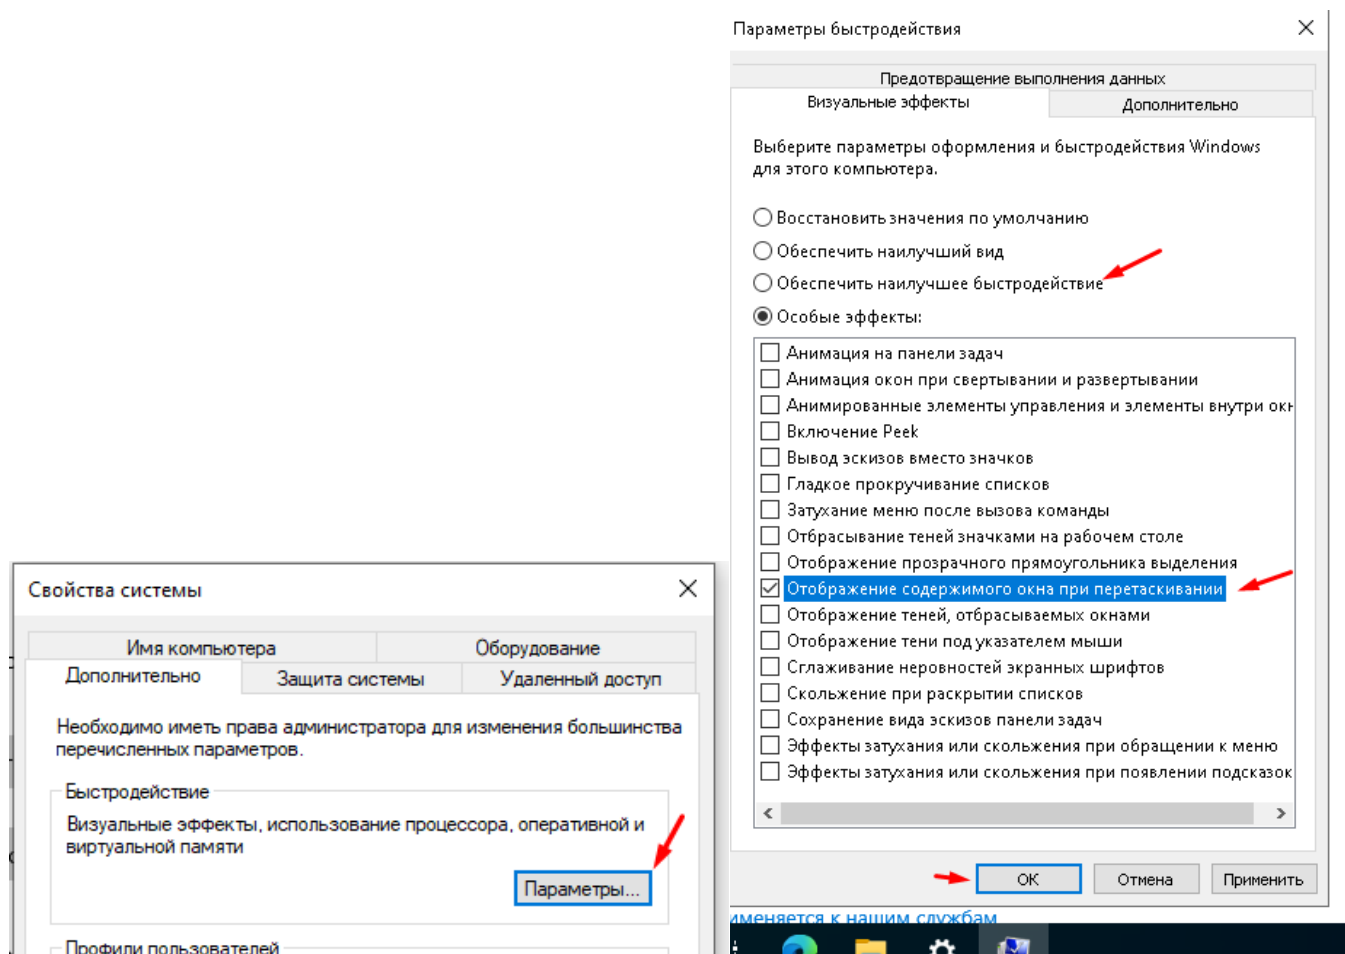 Параметры быстродействия
Предотвращение выполнения данных
Визуальные эффекты
Дополнительно
Выберите параметры оформления и быстродействия Windows
для этого компьютера.
Восстановить значения по умолчанию
Обеспечить наилучший вид
Обеспечить наилучшее быстродействие
Особые эффекты:
Анимация на панели задач
Анимация окон при свертывании и развертывании
Анимированные элементы управления и элементы внутри окн
Включение Peek
Вывод эскизов вместо значков
Гладкое прокручивание списков
Затухание меню после вызова команды
Отбрасывание теней значками на рабочем столе
Отображение прозрачного прямоугольника выделения
Отображение содержимого окна при перетаскивании
Отображение теней, отбрасываемых окнами
Отображение тени под указателем мыши
Сглаживание неровностей экранных шрифтов
Скольжение при раскрытии списков
Сохранение вида эскизов панели задач
Эффекты затухания или скольжения при обращении к меню
Эффекты затухания или скольжения при появлении подсказок
ОК
Отмена
Применить
именяется к нашим службам
Свойства системы
Имя компьютера
Оборудование
Дополнительно
Защита системы
Удаленный доступ
Необходимо иметь права администратора для изменения большинства
перечисленных параметров.
Быстродействие
Визуальные эффекты, использование процессора, оперативной и
виртуальной памяти
Параметры...
Профили пользователей